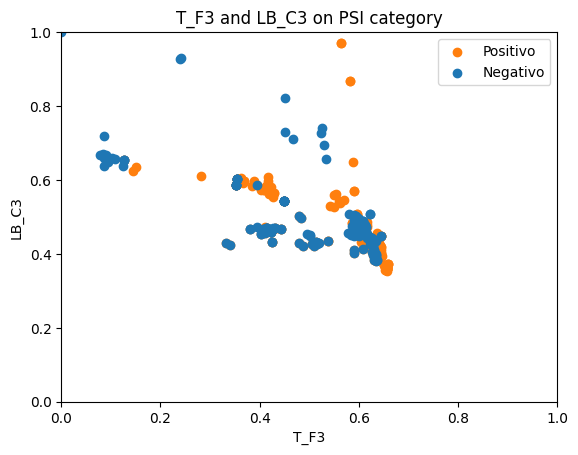 T_F3 and LB_C3 on PSI category
Positivo
Negativo
LB_C3
1.0
0.8
0.6
0.4
0.2
0.0
0.0 0.2 0.4 0.6 0.8 1.0
T_F3